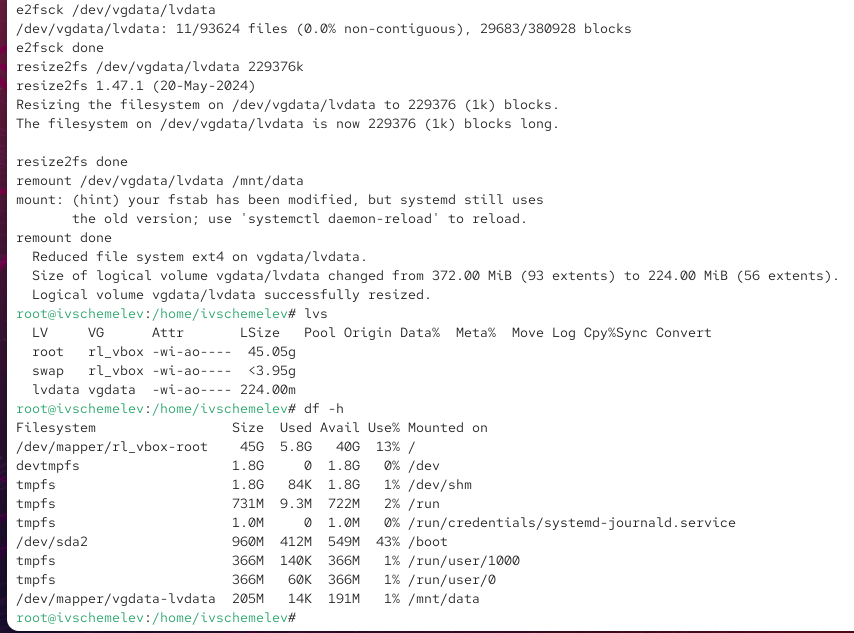 e2fsck /dev/vgdata/lvdata
/dev/vgdata/lvdata: 11/93624 files (0.0% non-contiguous), 29683/380928 blocks
e2fsck done
resize2fs /dev/vgdata/lvdata 229376k
resize2fs 1.47.1 (20-May-2024)
Resizing the filesystem on /dev/vgdata/lvdata to 229376 (1k) blocks.
The filesystem on /dev/vgdata/lvdata is now 229376 (1k) blocks long.

resize2fs done
remount /dev/vgdata/lvdata /mnt/data
mount: (hint) your fstab has been modified, but systemd still uses
       the old version; use 'systemctl daemon-reload' to reload.
remount done
  Reduced file system ext4 on vgdata/lvdata.
  Size of logical volume vgdata/lvdata changed from 372.00 MiB (93 extents) to 224.00 MiB (56 extents).
  Logical volume vgdata/lvdata successfully resized.
root@ivschemelev:/home/ivschemelev# lvs
  LV     VG      Attr       LSize   Pool Origin Data%  Meta%  Move Log Cpy%Sync Convert
  root   rl_vbox -wi-ao----  45.05g
  swap   rl_vbox -wi-ao----  <3.95g
  lvdata vgdata  -wi-ao---- 224.00m
root@ivschemelev:/home/ivschemelev# df -h
Filesystem                 Size  Used Avail Use% Mounted on
/dev/mapper/rl_vbox-root    45G  5.8G   40G  13% /
devtmpfs                   1.8G     0  1.8G   0% /dev
tmpfs                      1.8G   84K  1.8G   1% /dev/shm
tmpfs                      731M  9.3M  722M   2% /run
tmpfs                      1.0M     0  1.0M   0% /run/credentials/systemd-journald.service
/dev/sda2                  960M  412M  549M  43% /boot
tmpfs                      366M  140K  366M   1% /run/user/1000
tmpfs                      366M   60K  366M   1% /run/user/0
/dev/mapper/vgdata-lvdata  205M   14K  191M   1% /mnt/data
root@ivschemelev:/home/ivschemelev#